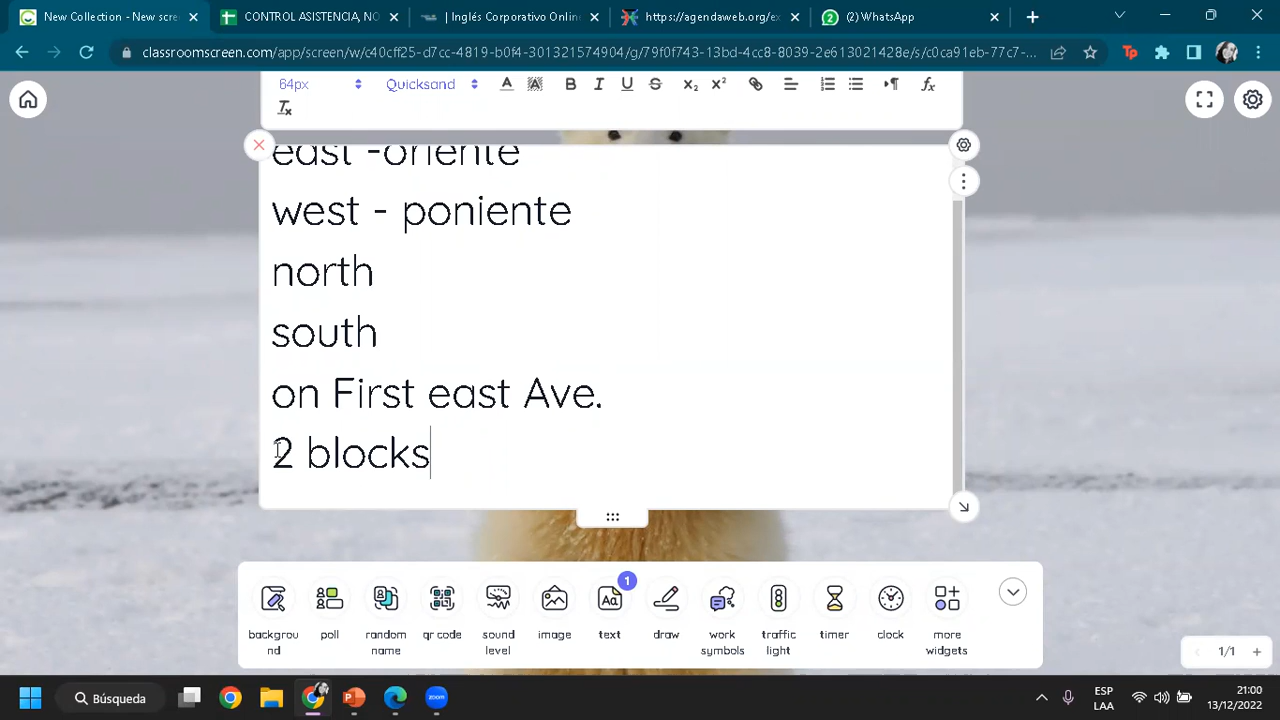 New Collection - New scre
CONTROL ASISTENCIA, NO
| Inglés Corporativo Onlin
https://agendaweb.org/ex
(2) WhatsApp
classroomscreen.com/app/screen/w/c40cff25-d7cc-4819-b0f4-301321574904/g/79f0f743-13bd-4cc8-8039-2e613021428e/s/c0ca91eb-77c7-...
64px
Quicksand
east -oriente
west - poniente
north
south
on First east Ave.
2 blocks
1
backgrou
nd
poll
random
name
qr code
sound
level
image
text
draw
work
symbols
traffic
light
timer
clock
more
widgets
1/1
Búsqueda
zoom
ESP
LAA
21:00
13/12/2022